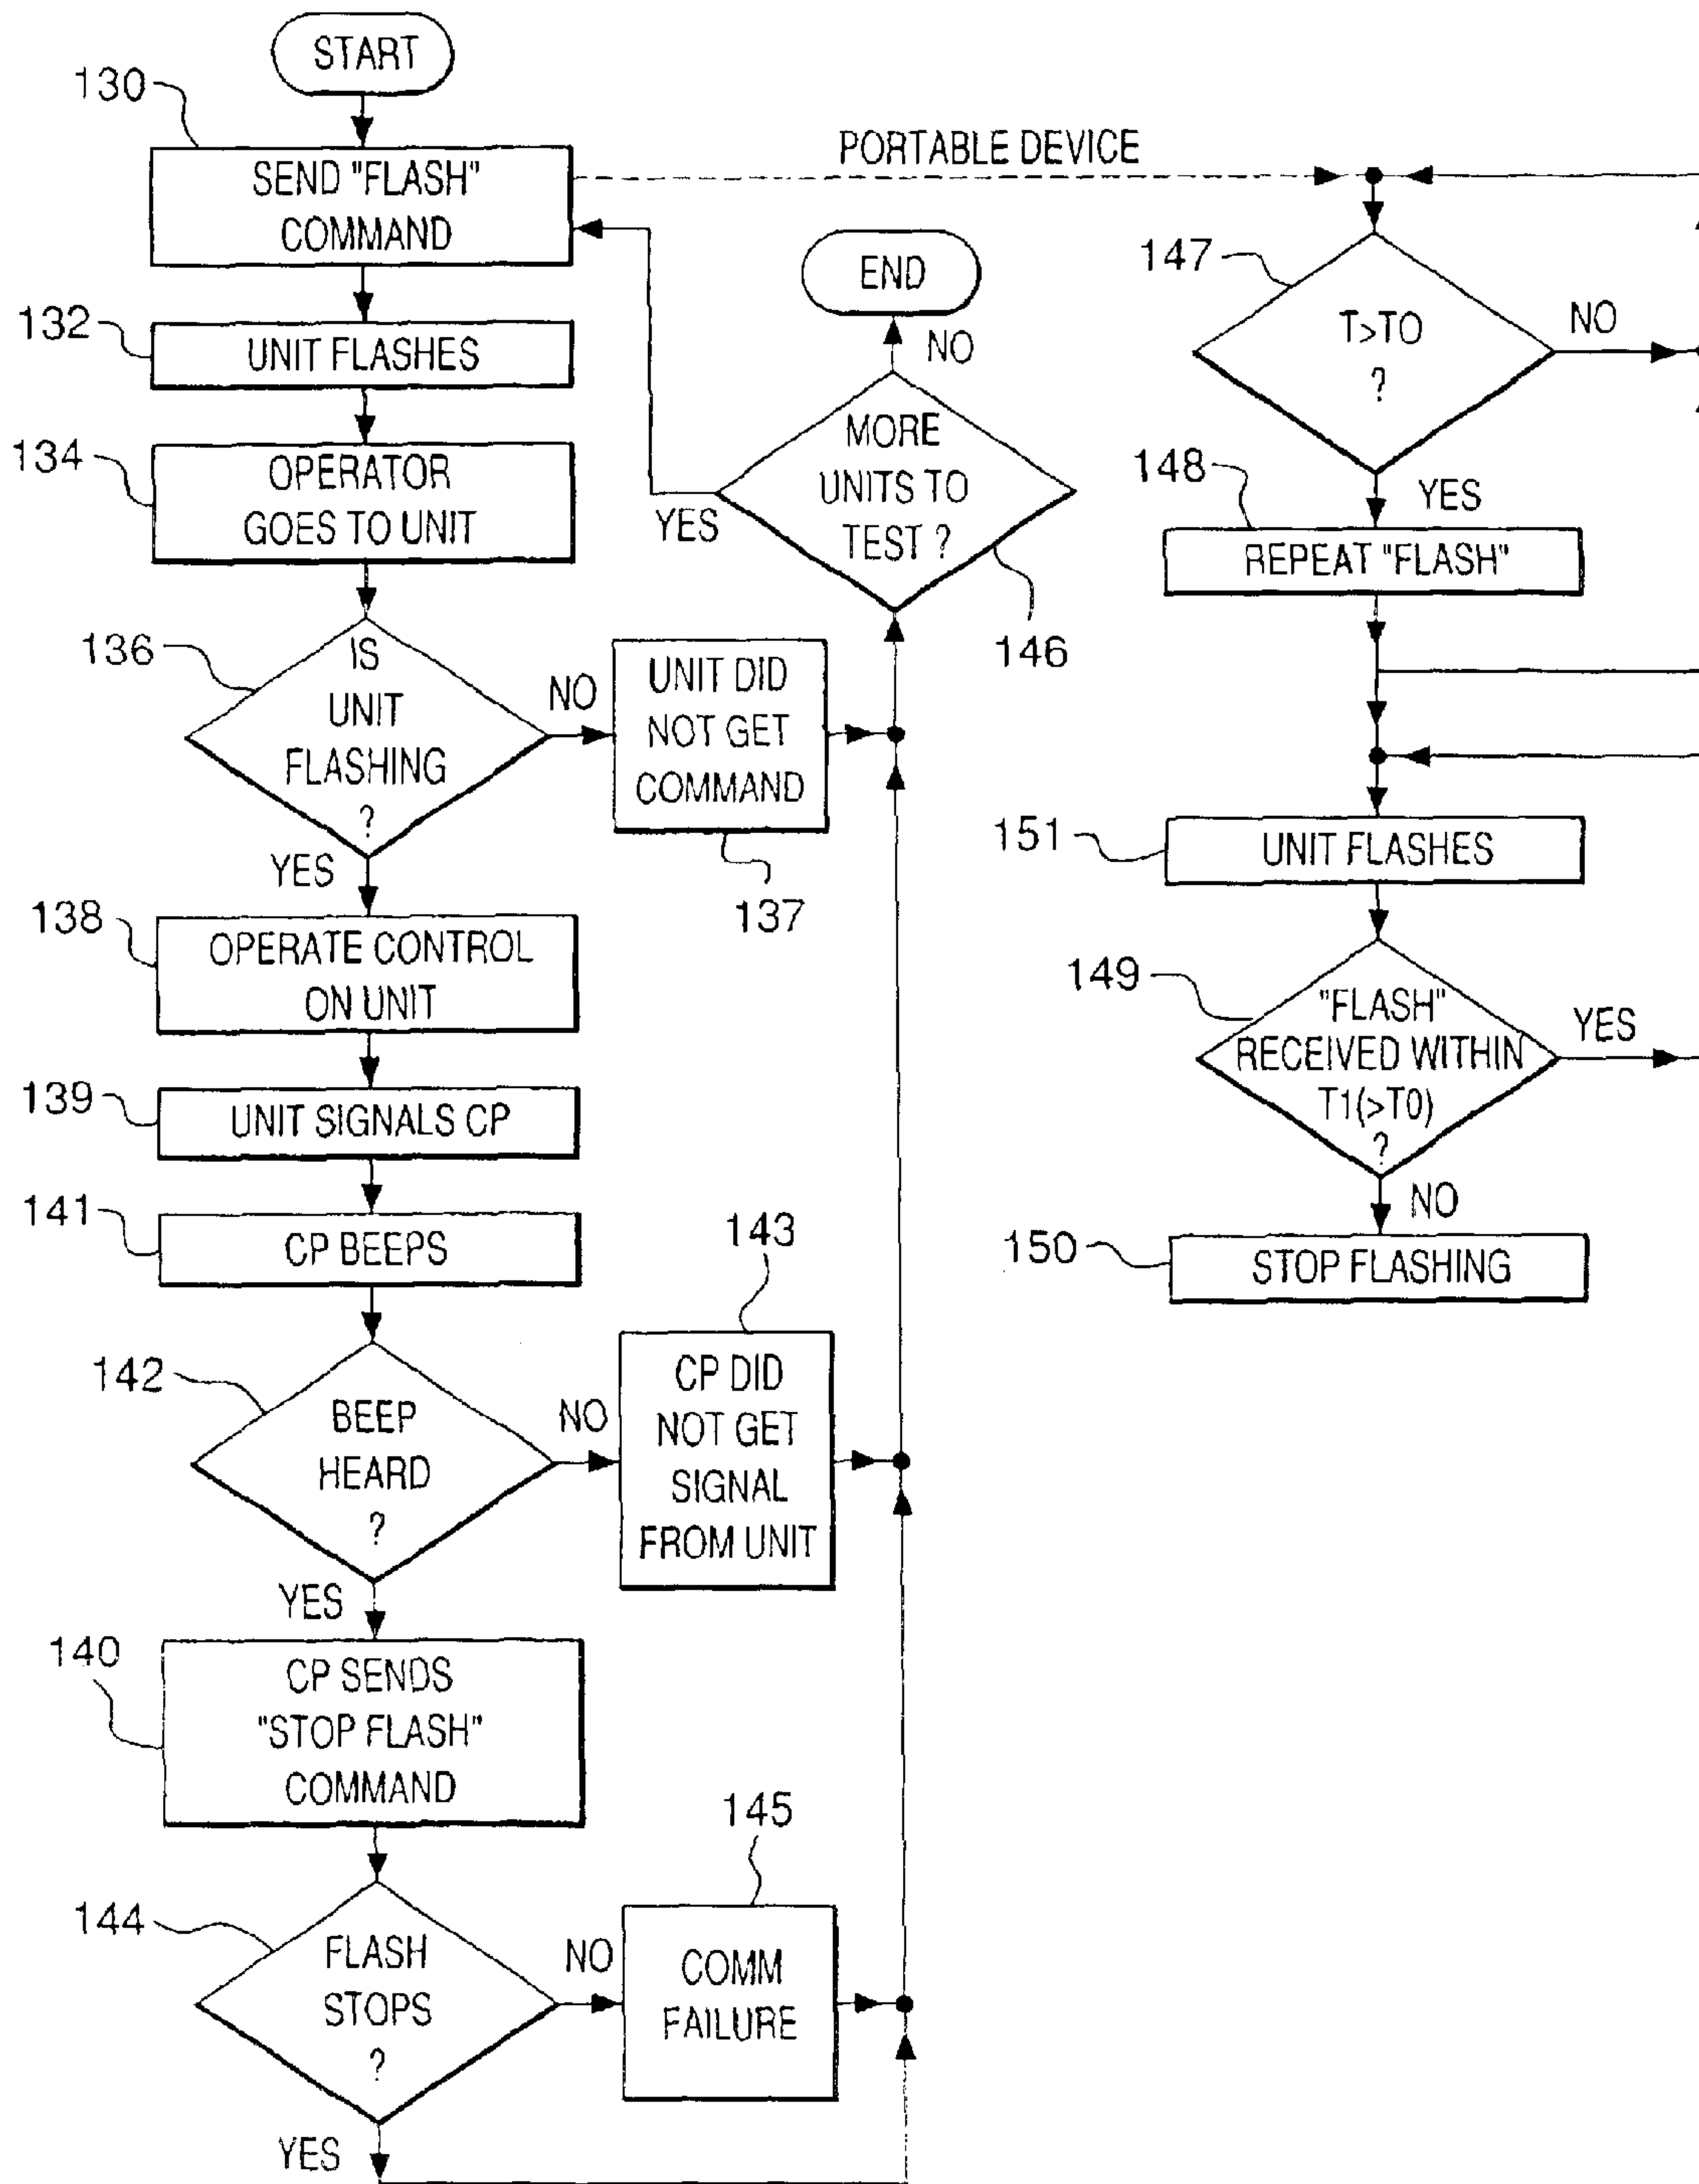 START
130
SEND "FLASH"
COMMAND
PORTABLE DEVICE
132
UNIT FLASHES
134
OPERATOR
GOES TO UNIT
136
IS
UNIT
FLASHING
?
NO
YES
UNIT DID
NOT GET
COMMAND
137
138
OPERATE CONTROL
ON UNIT
139
UNIT SIGNALS CP
141
CP BEEPS
142
BEEP
HEARD
?
NO
YES
143
CP DID
NOT GET
SIGNAL
FROM UNIT
140
CP SENDS
"STOP FLASH"
COMMAND
144
FLASH
STOPS
?
NO
YES
145
COMM
FAILURE
END
NO
MORE
UNITS TO
TEST ?
YES
146
147
T>TO
?
NO
YES
148
REPEAT "FLASH"
151
UNIT FLASHES
149
"FLASH"
RECEIVED WITHIN
T1(>T0)
?
YES
NO
150
STOP FLASHING